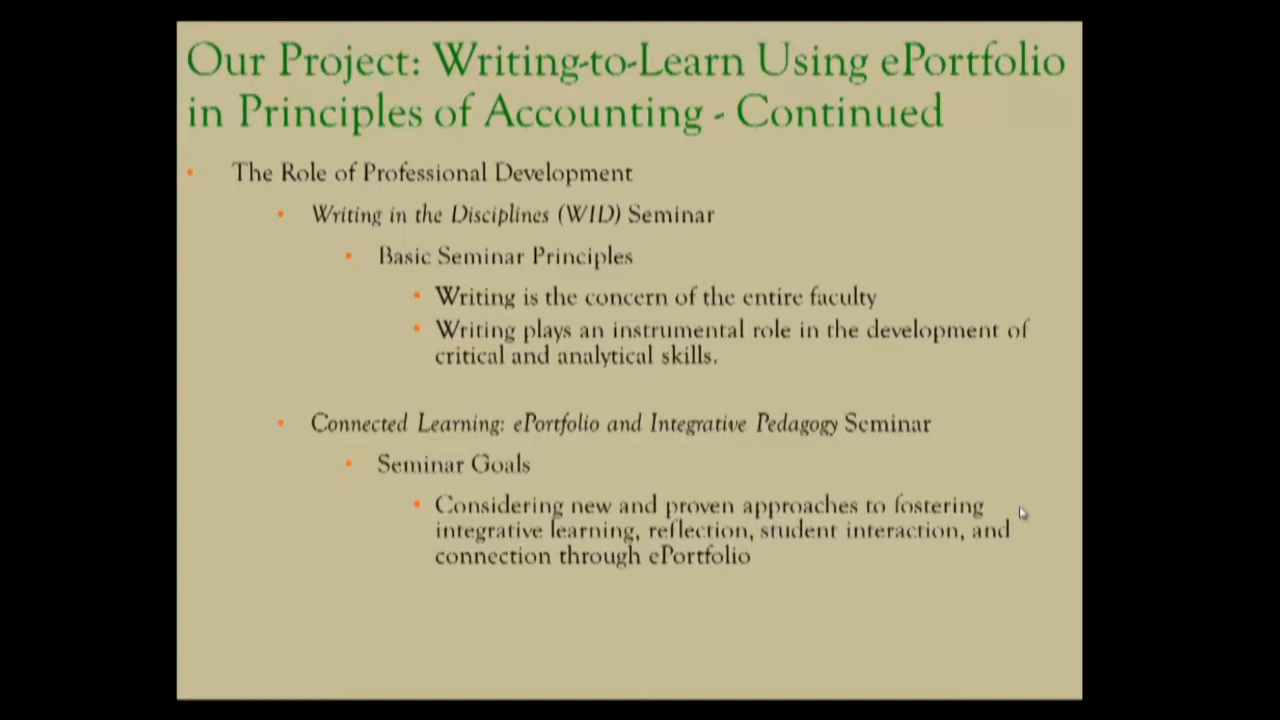 Our Project: Writing-to-Learn Using ePortfolio
in Principles of Accounting - Continued
• The Role of Professional Development
• Writing in the Disciplines (WID) Seminar
• Basic Seminar Principles
• Writing is the concern of the entire faculty
• Writing plays an instrumental role in the development of
critical and analytical skills.
• Connected Learning: ePortfolio and Integrative Pedagogy Seminar
• Seminar Goals
• Considering new and proven approaches to fostering
integrative learning, reflection, student interaction, and
connection through ePortfolio